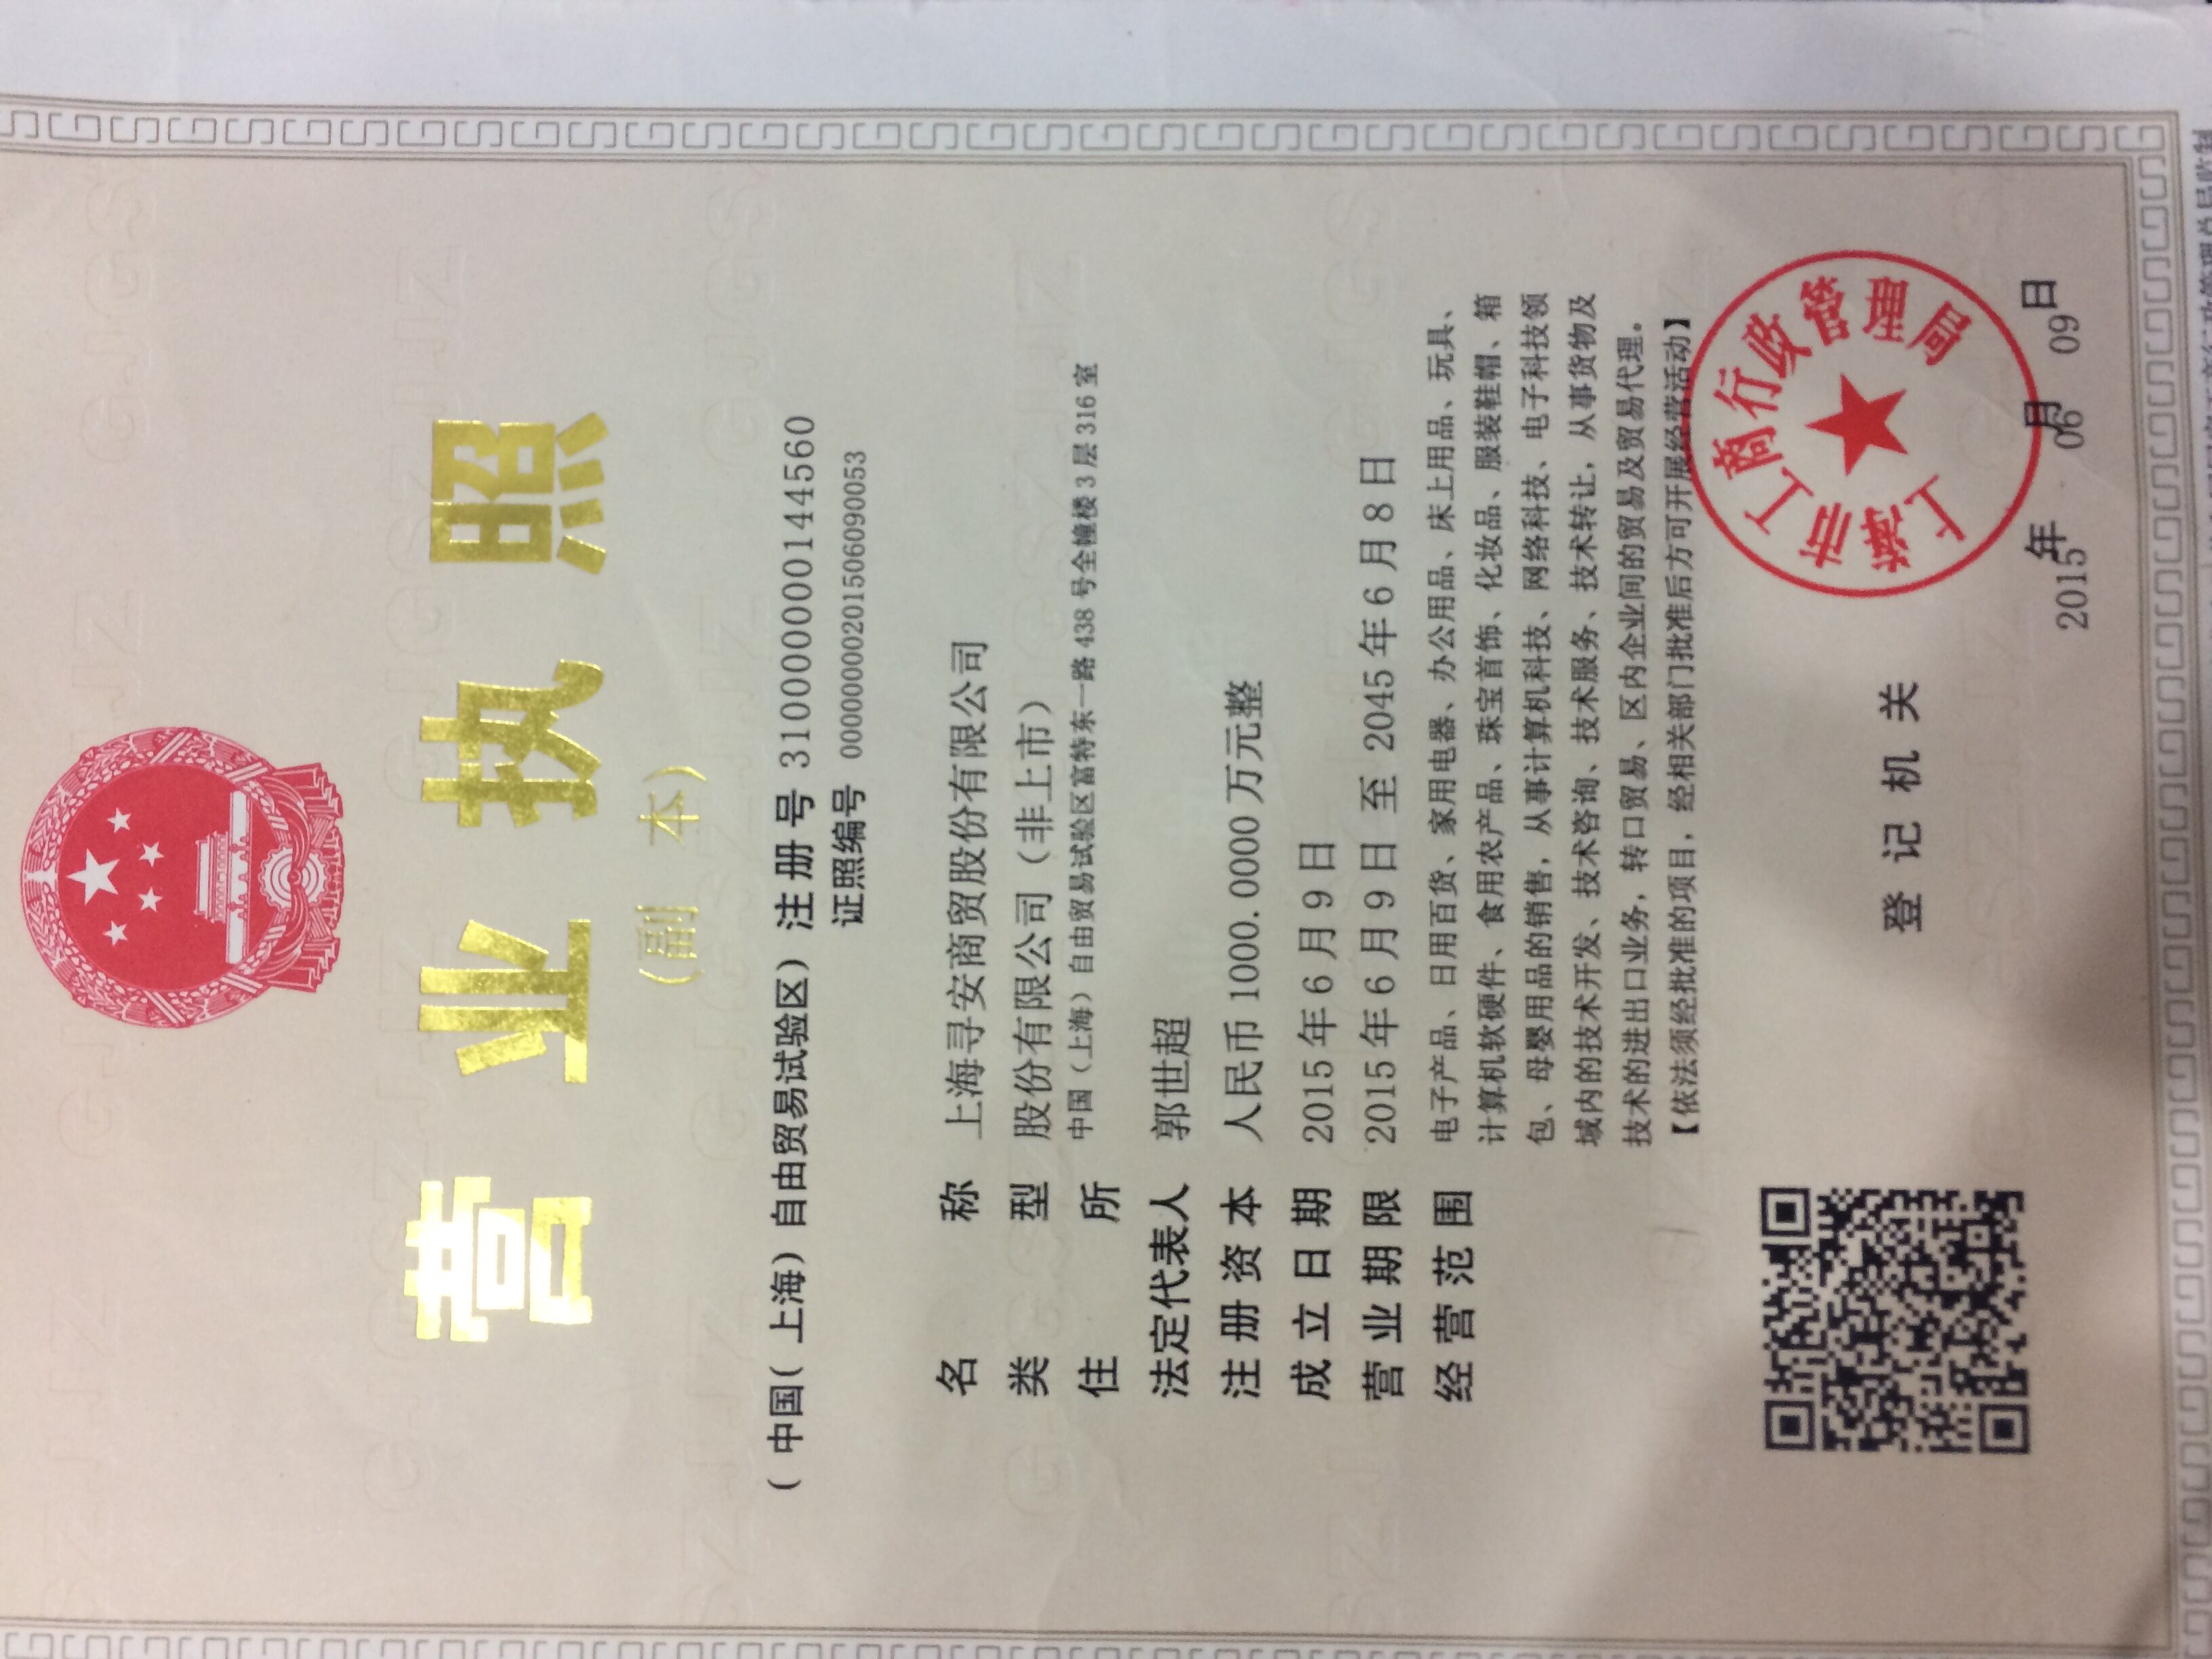 营业执照
(副 本)
(中国(上海)自由贸易试验区) 注册号 310000000144560
证照编号 00000000201506090053
名 称 上海寻安商贸股份有限公司
类 型 股份有限公司(非上市)
住 所 中国(上海)自由贸易试验区富特东一路438号全幢楼3层316室
法定代表人 郭世超
注册资本 人民币1000.0000万元整
成立日期 2015年6月9日
营业期限 2015年6月9日 至 2045年6月8日
经营范围 电子产品、日用百货、家用电器、办公用品、床上用品、玩具、
计算机软硬件、食用农产品、珠宝首饰、化妆品、服装鞋帽、箱
包、母婴用品的销售，从事计算机科技、网络科技、电子科技领
域内的技术开发、技术咨询、技术服务、技术转让，从事货物及
技术的进出口业务，转口贸易、区内企业间的贸易及贸易代理。
【依法须经批准的项目，经相关部门批准后方可开展经营活动】
上海市工商行政管理局
登记机关
2015年06月09日